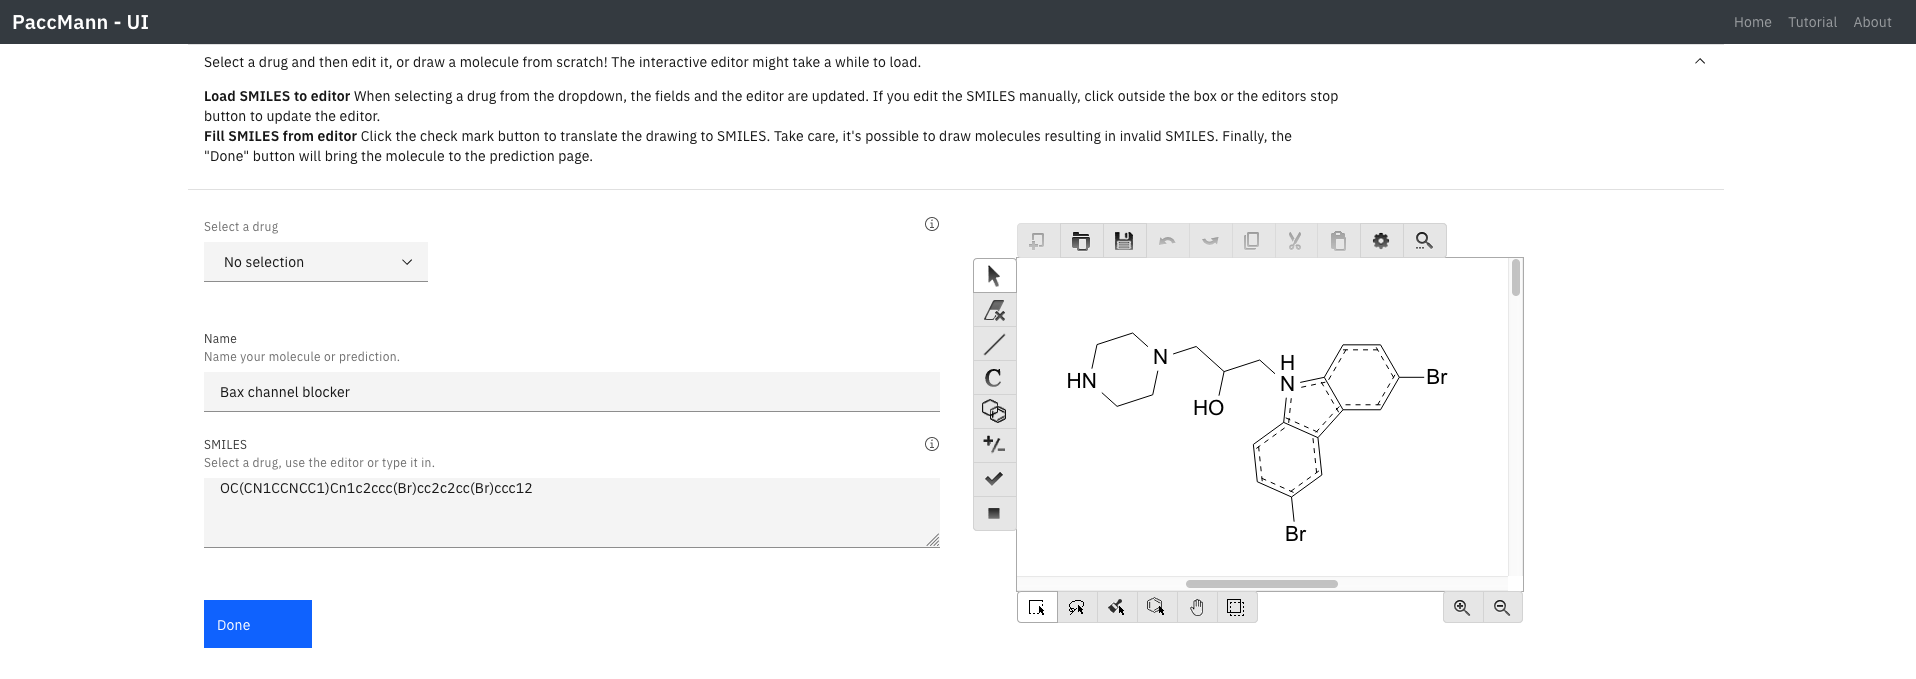 PaccMann - UI
Home Tutorial About
Select a drug and then edit it, or draw a molecule from scratch! The interactive editor might take a while to load.
Load SMILES to editor When selecting a drug from the dropdown, the fields and the editor are updated. If you edit the SMILES manually, click outside the box or the editors stop
button to update the editor.
Fill SMILES from editor Click the check mark button to translate the drawing to SMILES. Take care, it's possible to draw molecules resulting in invalid SMILES. Finally, the
"Done" button will bring the molecule to the prediction page.
Select a drug
No selection
Name
Name your molecule or prediction.
Bax channel blocker
SMILES
Select a drug, use the editor or type it in.
OC(CN1CCNCC1)Cn1c2ccc(Br)cc2c2cc(Br)ccc12
Done
C
+/-
N
H
HN
N
Br
HO
Br